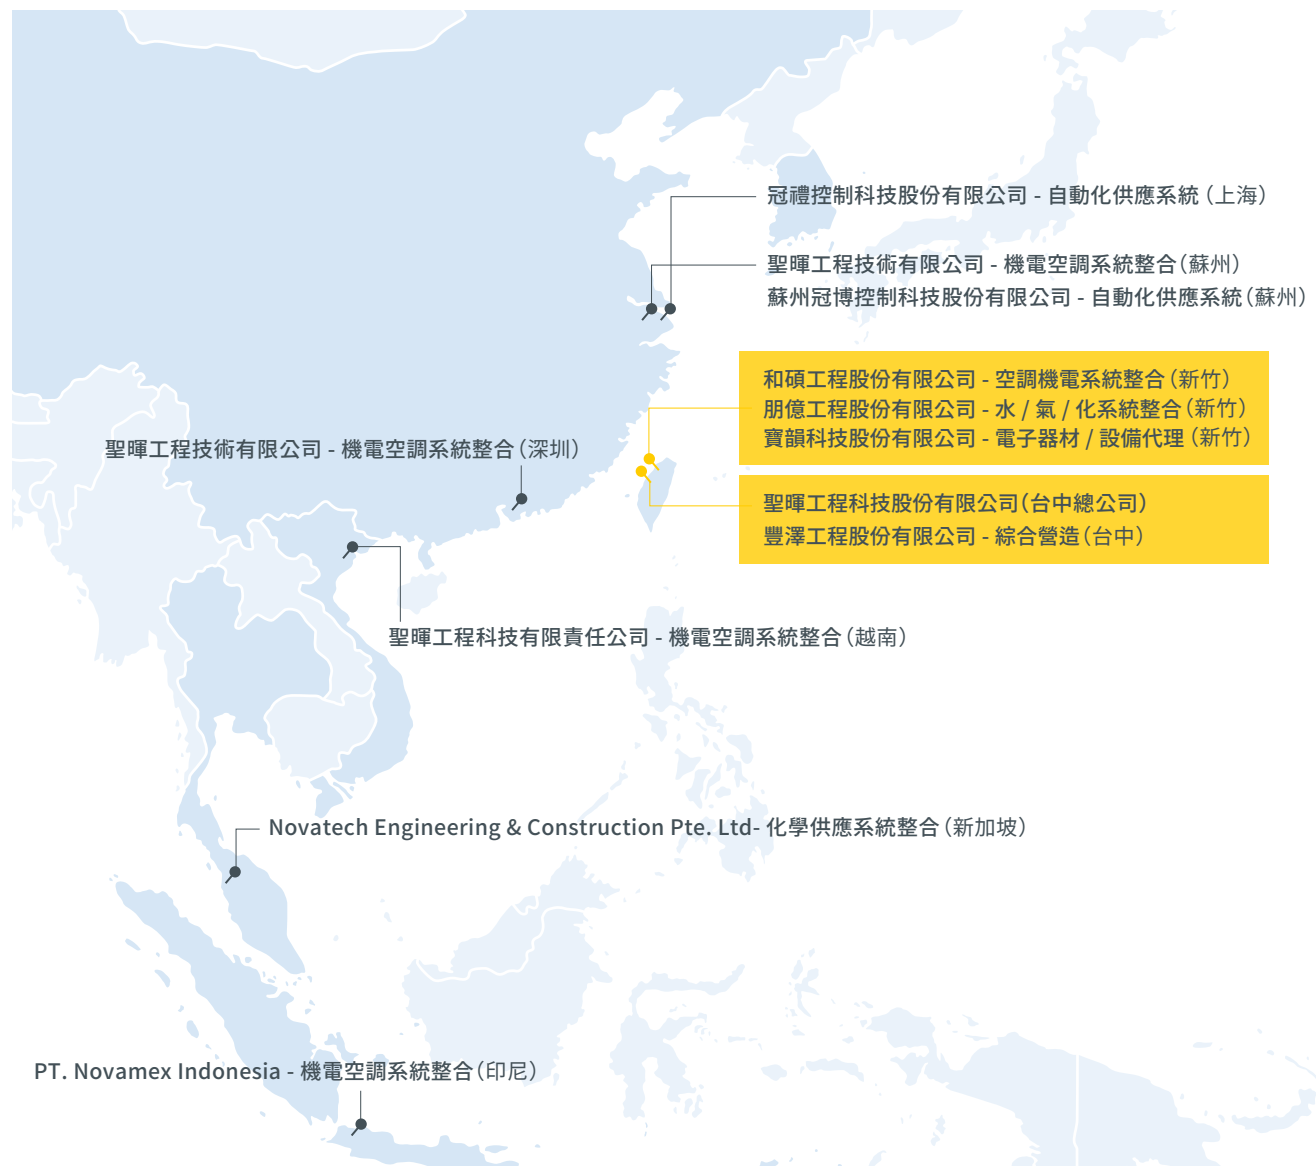 冠禮控制科技股份有限公司 - 自動化供應系統（上海）
聖暉工程技術有限公司 - 機電空調系統整合（蘇州）
蘇州冠博控制科技股份有限公司 - 自動化供應系統（蘇州）
和碩工程股份有限公司 - 空調機電系統整合（新竹）
朋億工程股份有限公司 - 水 / 氣 / 化系統整合（新竹）
寶韻科技股份有限公司 - 電子器材 / 設備代理（新竹）
聖暉工程技術有限公司 - 機電空調系統整合（深圳）
聖暉工程科技股份有限公司（台中總公司）
豐澤工程股份有限公司 - 綜合營造（台中）
聖暉工程科技有限責任公司 - 機電空調系統整合（越南）
Novatech Engineering & Construction Pte. Ltd- 化學供應系統整合（新加坡）
PT. Novamex Indonesia - 機電空調系統整合（印尼）